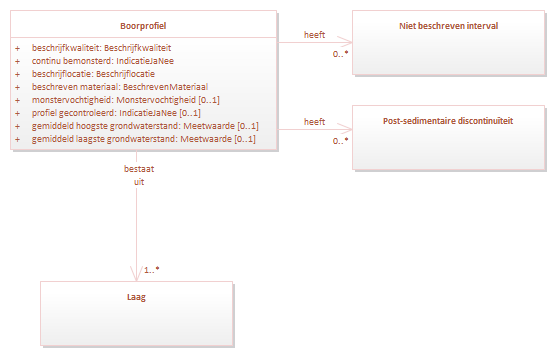 Boorprofiel
+ beschrijfkwaliteit: Beschrijfkwaliteit
+ continu bemonsterd: IndicatieJaNee
+ beschrijflocatie: Beschrijflocatie
+ beschreven materiaal: BeschrevenMateriaal
+ monstervochtigheid: Monstervochtigheid [0..1]
+ profiel gecontroleerd: IndicatieJaNee [0..1]
+ gemiddeld hoogste grondwaterstand: Meetwaarde [0..1]
+ gemiddeld laagste grondwaterstand: Meetwaarde [0..1]
heeft
0..*
Niet beschreven interval
heeft
0..*
Post-sedimentaire discontinuiteit
bestaat
uit
1..*
Laag